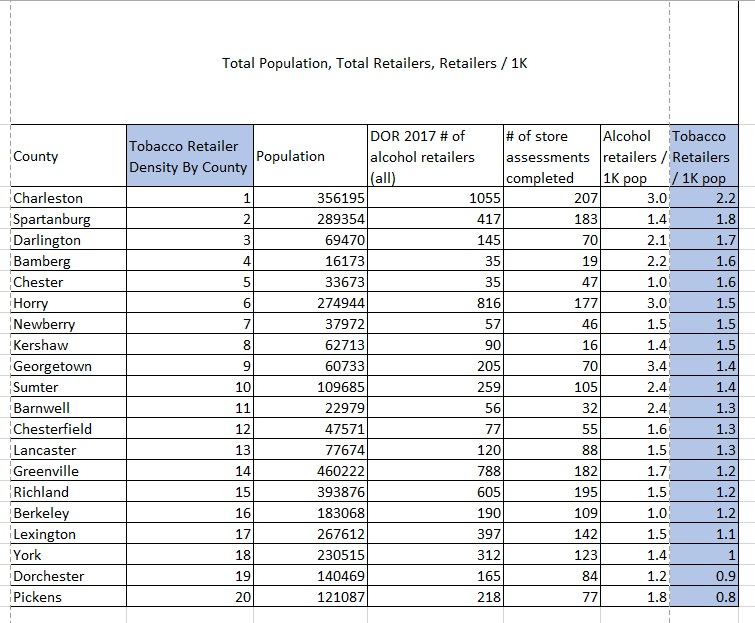 Total Population, Total Retailers, Retailers / 1K
County Tobacco Retailer Density By County Population DOR 2017 # of alcohol retailers (all) # of store assessments completed Alcohol retailers / 1K pop Tobacco Retailers / 1K pop
Charleston 1 356195 1055 207 3.0 2.2
Spartanburg 2 289354 417 183 1.4 1.8
Darlington 3 69470 145 70 2.1 1.7
Bamberg 4 16173 35 19 2.2 1.6
Chester 5 33673 35 47 1.0 1.6
Horry 6 274944 816 177 3.0 1.5
Newberry 7 37972 57 46 1.5 1.5
Kershaw 8 62713 90 16 1.4 1.5
Georgetown 9 60733 205 70 3.4 1.4
Sumter 10 109685 259 105 2.4 1.4
Barnwell 11 22979 56 32 2.4 1.3
Chesterfield 12 47571 77 55 1.6 1.3
Lancaster 13 77674 120 88 1.5 1.3
Greenville 14 460222 788 182 1.7 1.2
Richland 15 393876 605 195 1.5 1.2
Berkeley 16 183068 190 109 1.0 1.2
Lexington 17 267612 397 142 1.5 1.1
York 18 230515 312 123 1.4 1
Dorchester 19 140469 165 84 1.2 0.9
Pickens 20 121087 218 77 1.8 0.8